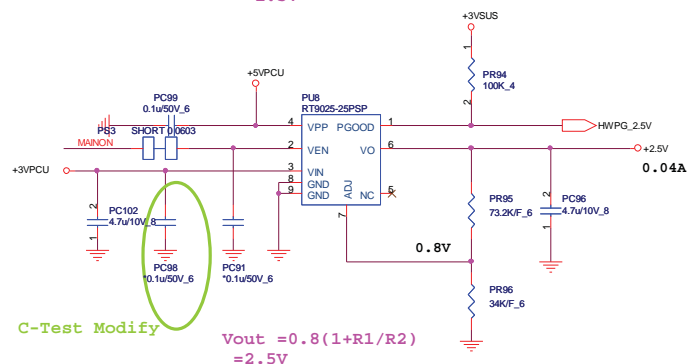 +3VSUS
1
PR94
100K_4
2
+5VPCU
PC99
0.1u/50V_6
PU8
RT9025-25PSP
PS3
SHORT 0.0603
4
VPP
PGOOD
1
HWPG_2.5V
MAINON
2
VEN
VO
6
+2.5V
0.04A
+3VPCU
3
VIN
8
GND
9
GND
ADJ
NC
5
7
2
1
PC102
4.7u/10V_8
PR95
73.2K/F_6
2
1
PC96
4.7u/10V_8
0.8V
PC98
*0.1u/50V_6
PC91
*0.1u/50V_6
PR96
34K/F_6
C-Test Modify
Vout =0.8(1+R1/R2)
=2.5V